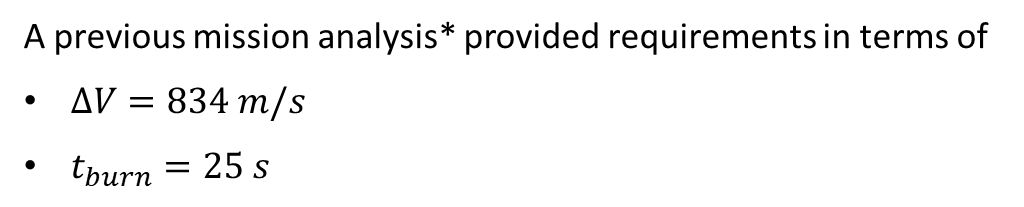 A previous mission analysis* provided requirements in terms of
• ΔV = 834 m/s
• t_burn = 25 s